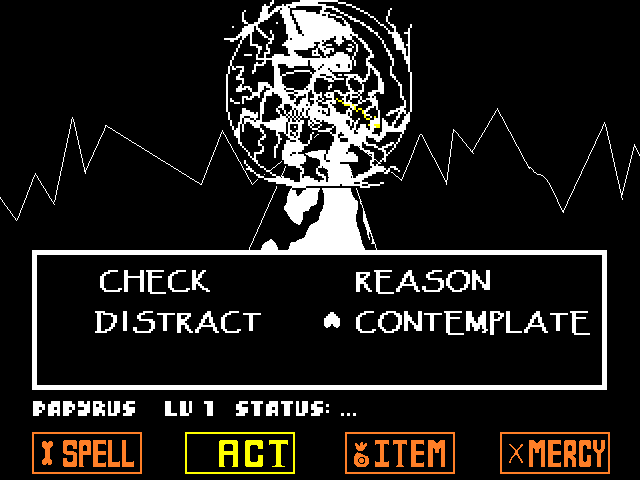 CHECK REASON
DISTRACT CONTEMPLATE
PAPYRUS LV 1 STATUS: ...
SPELL ACT ITEM MERCY